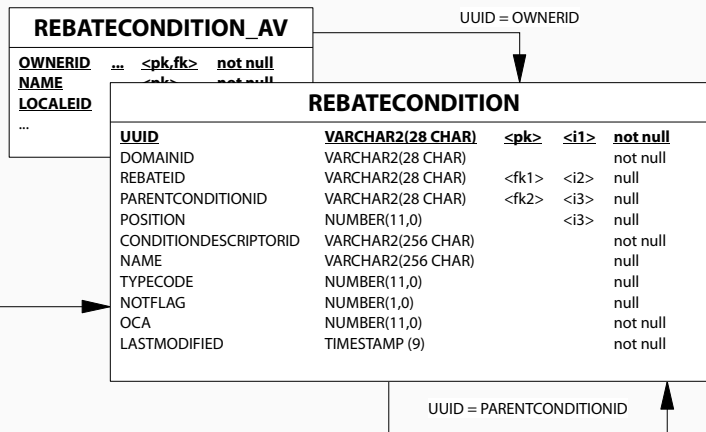 REBATECONDITION_AV
UUID = OWNERID
OWNERID ... <pk,fk> not null
NAME <pk> not null
LOCALEID
...
REBATECONDITION
UUID VARCHAR2(28 CHAR) <pk> <i1> not null
DOMAINID VARCHAR2(28 CHAR) not null
REBATEID VARCHAR2(28 CHAR) <fk1> <i2> null
PARENTCONDITIONID VARCHAR2(28 CHAR) <fk2> <i3> null
POSITION NUMBER(11,0) <i3> null
CONDITIONDESCRIPTORID VARCHAR2(256 CHAR) not null
NAME VARCHAR2(256 CHAR) null
TYPECODE NUMBER(11,0) null
NOTFLAG NUMBER(1,0) null
OCA NUMBER(11,0) not null
LASTMODIFIED TIMESTAMP (9) not null
UUID = PARENTCONDITIONID